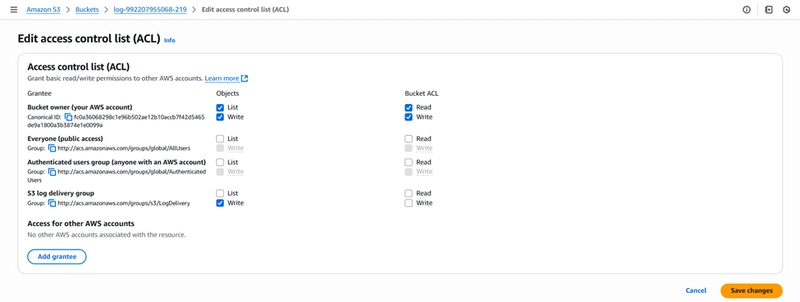 Amazon S3 > Buckets > log-992207955068-219 > Edit access control list (ACL)
Edit access control list (ACL) Info
Access control list (ACL)
Grant basic read/write permissions to other AWS accounts. Learn more
Grantee Objects Bucket ACL
Bucket owner (your AWS account) List Read
Canonical ID: fc0a36068298c1e96b502ae12b10accb7f42d5465 Write Write
de9a1800a3b3874e1e0099a
Everyone (public access) List Read
Group: http://acs.amazonaws.com/groups/global/AllUsers Write Write
Authenticated users group (anyone with an AWS account) List Read
Group: http://acs.amazonaws.com/groups/global/Authenticated Write Write
Users
S3 log delivery group List Read
Group: http://acs.amazonaws.com/groups/s3/LogDelivery Write Write
Access for other AWS accounts
No other AWS accounts associated with the resource.
Add grantee
Cancel Save changes